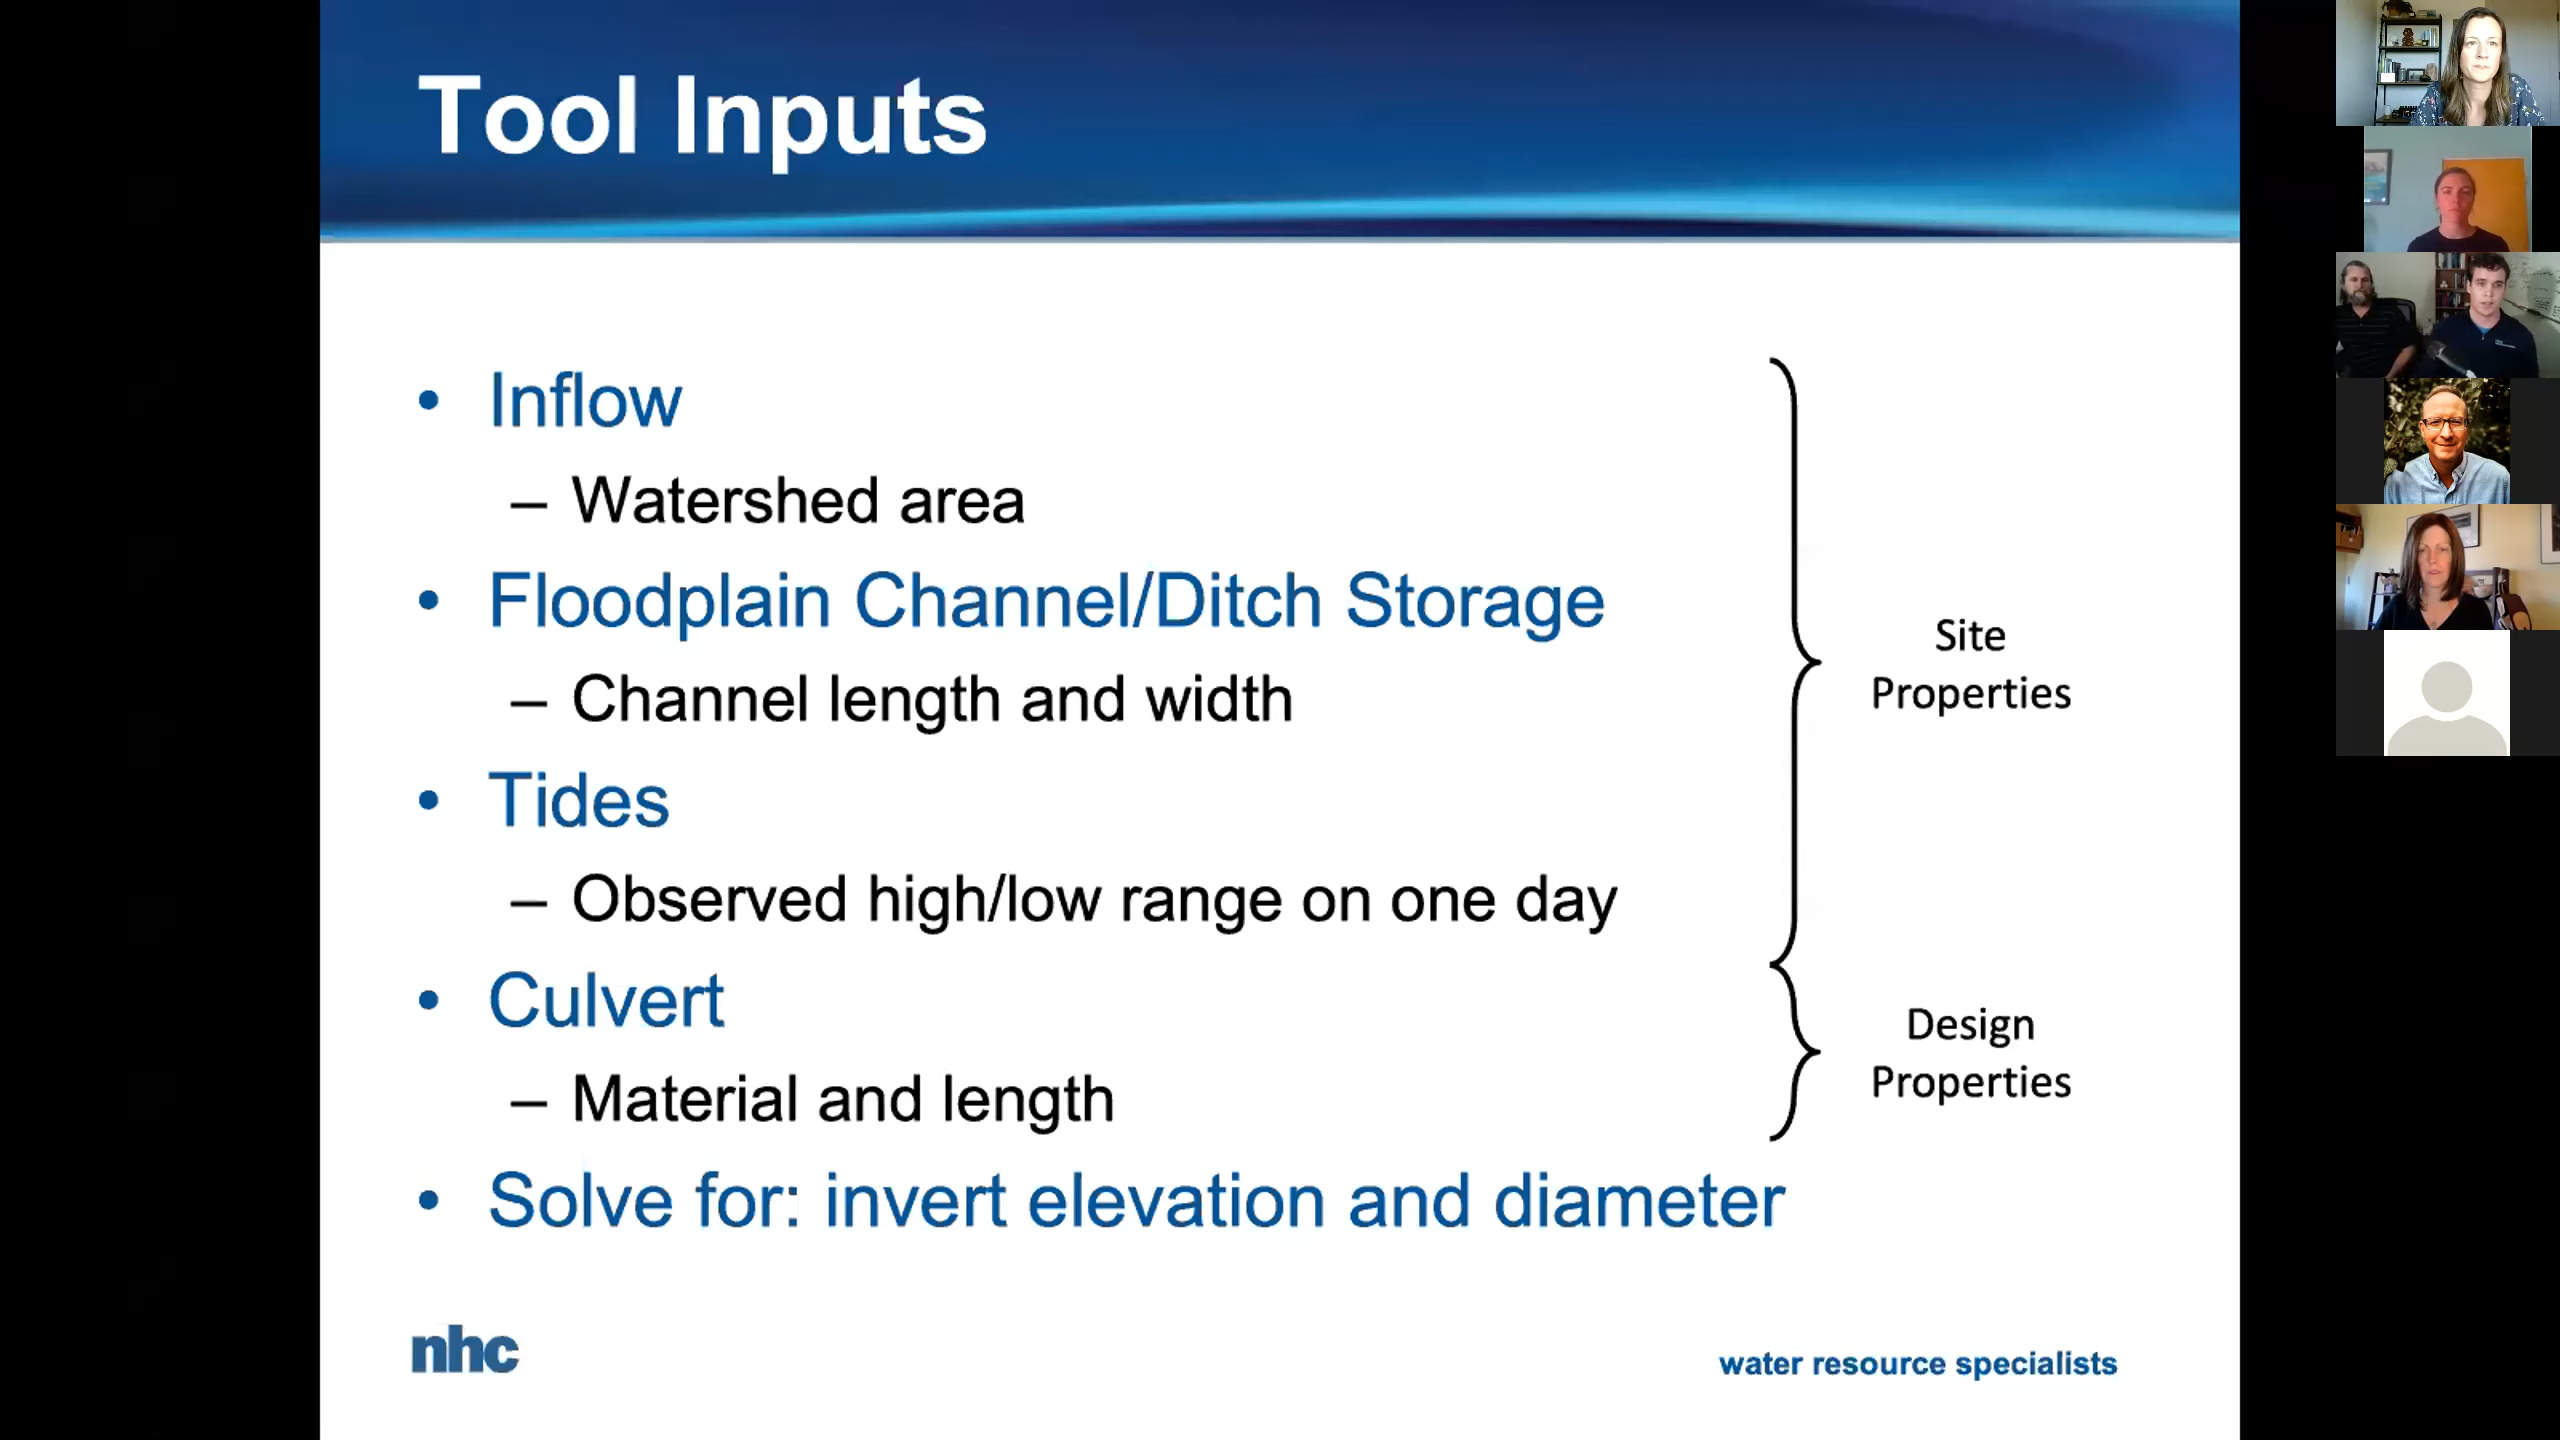 Tool Inputs
• Inflow
– Watershed area
• Floodplain Channel/Ditch Storage
– Channel length and width
• Tides
– Observed high/low range on one day
• Culvert
– Material and length
• Solve for: invert elevation and diameter
Site
Properties
Design
Properties
nhc
water resource specialists